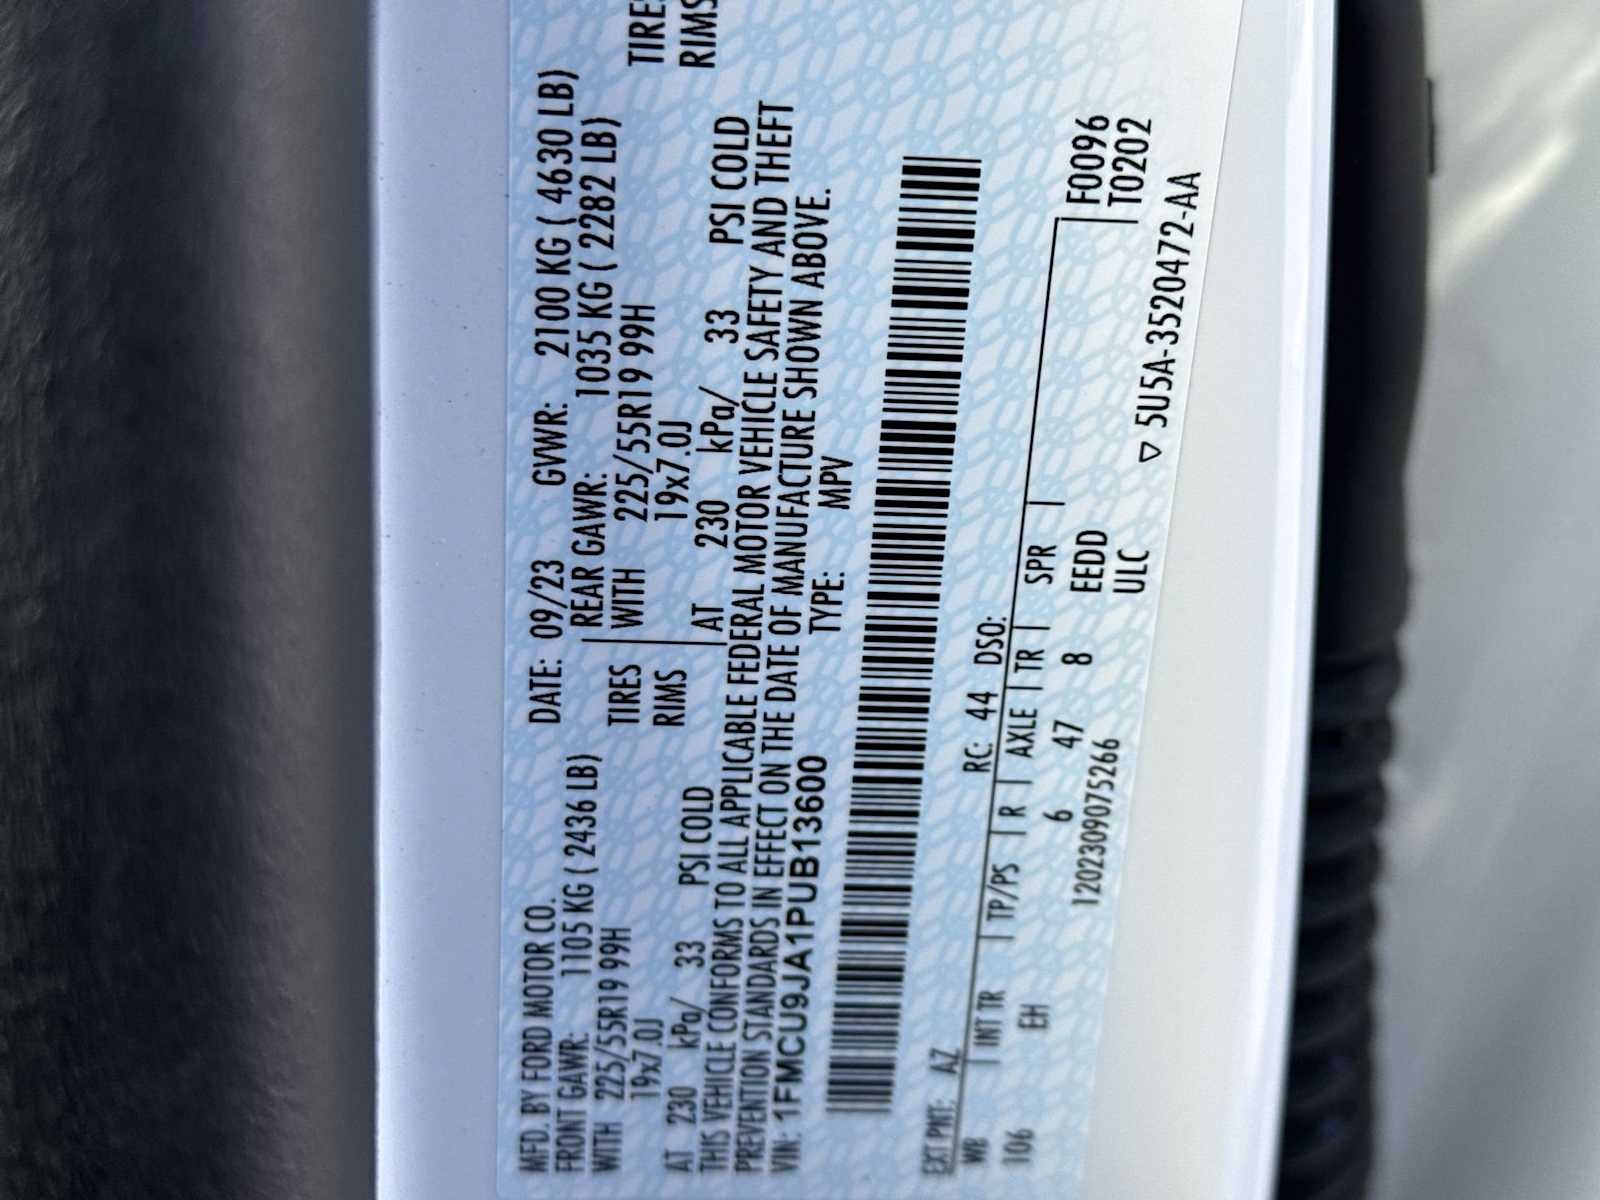 MFD. BY FORD MOTOR CO. DATE: 09/23 GVWR: 2100 KG ( 4630 LB)
FRONT GAWR: 1105 KG ( 2436 LB) REAR GAWR: 1035 KG ( 2282 LB)
WITH 225/55R19 99H TIRES WITH 225/55R19 99H TIRES
19x7.0J RIMS 19x7.0J RIMS
AT 230 kPa/ 33 PSI COLD AT 230 kPa/ 33 PSI COLD
THIS VEHICLE CONFORMS TO ALL APPLICABLE FEDERAL MOTOR VEHICLE SAFETY AND THEFT
PREVENTION STANDARDS IN EFFECT ON THE DATE OF MANUFACTURE SHOWN ABOVE.
VIN: 1FMCU9JA1PUB13600 TYPE: MPV
EXT PNT: AZ RC: 44 DSO: F0096
WB INT TR TP/PS R AXLE TR SPR T0202
106 EH 6 47 8 EEDD
1202309075266 ULC
▽ 5U5A-3520472-AA